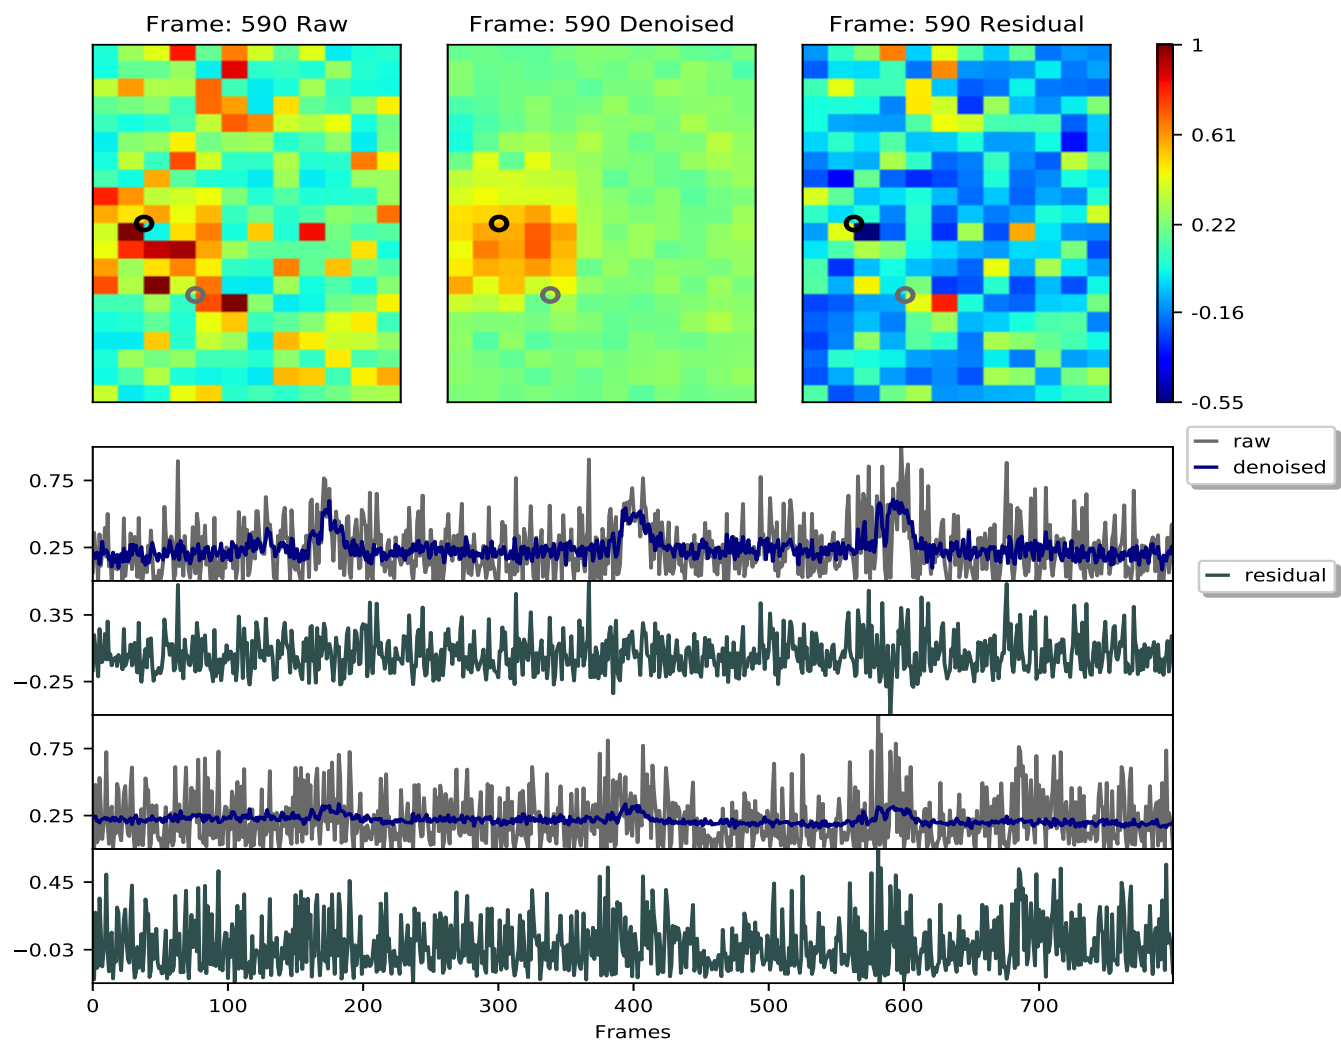 Frame: 590 Raw
Frame: 590 Denoised
Frame: 590 Residual
1
0.61
0.22
-0.16
-0.55
raw
denoised
0.75
0.25
residual
0.35
−0.25
0.75
0.25
0.45
−0.03
0 100 200 300 400 500 600 700
Frames